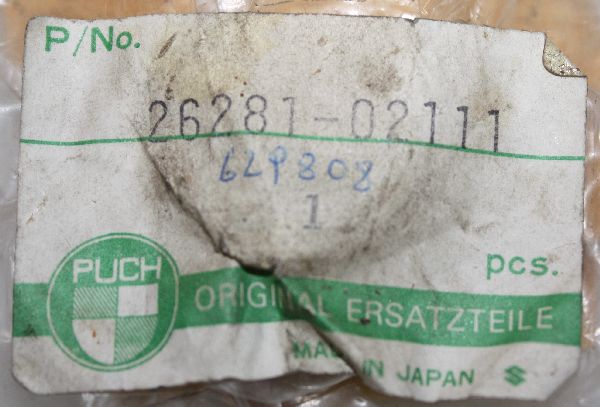 P/No.
26281-02111
629808
1
pcs.
PUCH
ORIGINAL ERSATZTEILE
MADE IN JAPAN